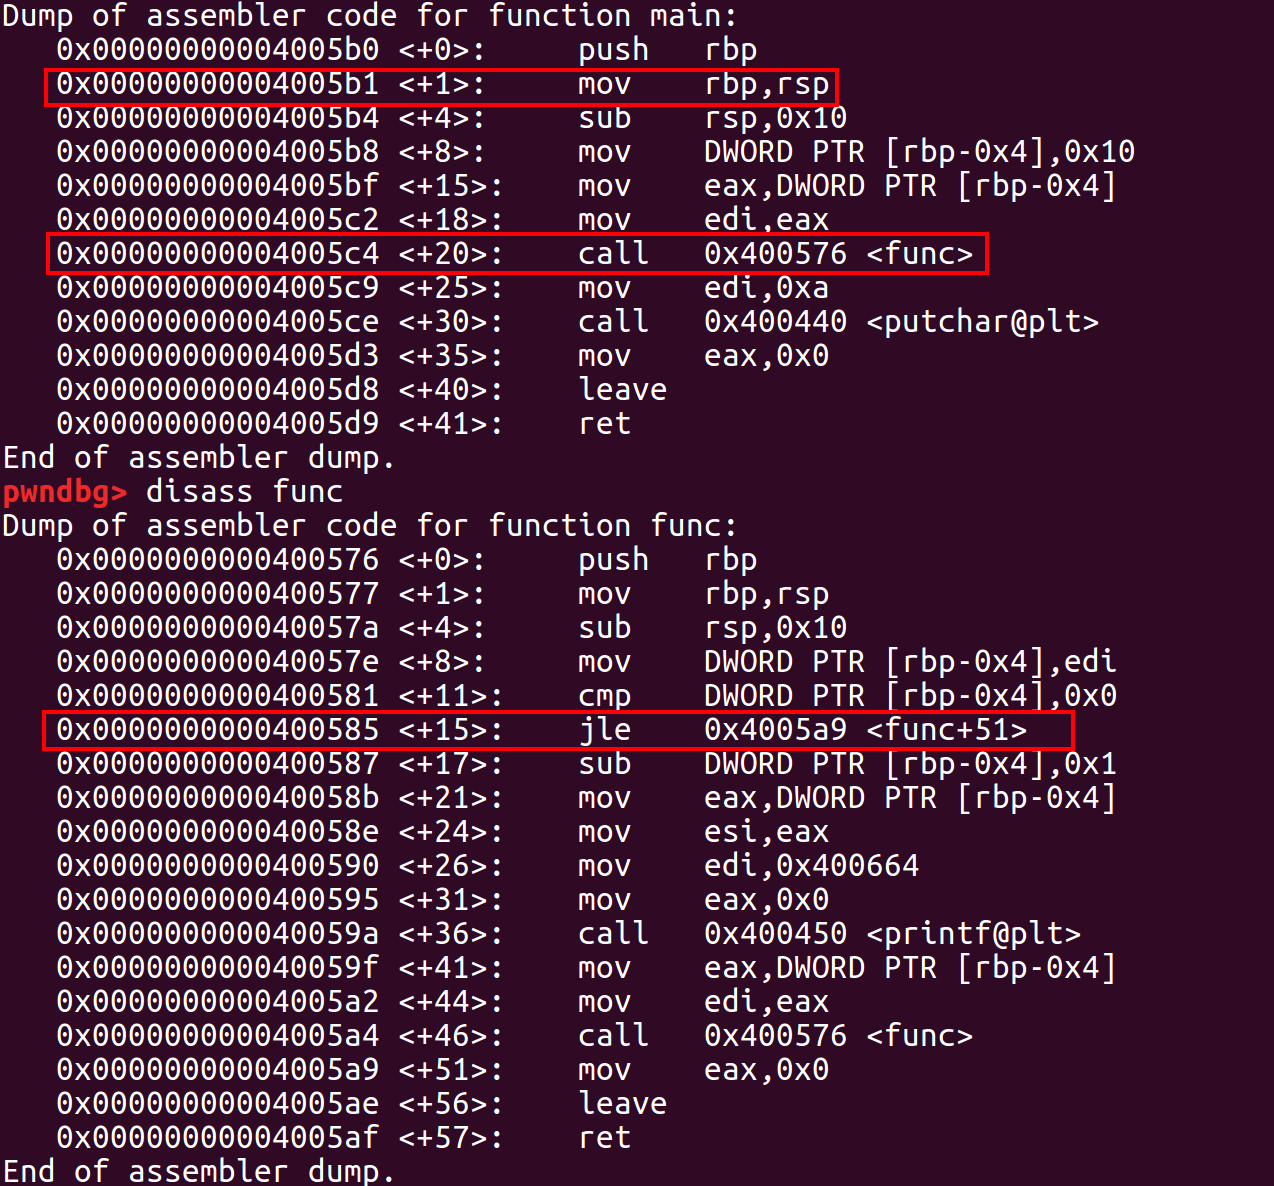 Dump of assembler code for function main:
0x00000000004005b0 <+0>: push rbp
0x00000000004005b1 <+1>: mov rbp,rsp
0x00000000004005b4 <+4>: sub rsp,0x10
0x00000000004005b8 <+8>: mov DWORD PTR [rbp-0x4],0x10
0x00000000004005bf <+15>: mov eax,DWORD PTR [rbp-0x4]
0x00000000004005c2 <+18>: mov edi,eax
0x00000000004005c4 <+20>: call 0x400576 <func>
0x00000000004005c9 <+25>: mov edi,0xa
0x00000000004005ce <+30>: call 0x400440 <putchar@plt>
0x00000000004005d3 <+35>: mov eax,0x0
0x00000000004005d8 <+40>: leave
0x00000000004005d9 <+41>: ret
End of assembler dump.
pwndbg> disass func
Dump of assembler code for function func:
0x0000000000400576 <+0>: push rbp
0x0000000000400577 <+1>: mov rbp,rsp
0x000000000040057a <+4>: sub rsp,0x10
0x000000000040057e <+8>: mov DWORD PTR [rbp-0x4],edi
0x0000000000400581 <+11>: cmp DWORD PTR [rbp-0x4],0x0
0x0000000000400585 <+15>: jle 0x4005a9 <func+51>
0x0000000000400587 <+17>: sub DWORD PTR [rbp-0x4],0x1
0x000000000040058b <+21>: mov eax,DWORD PTR [rbp-0x4]
0x000000000040058e <+24>: mov esi,eax
0x0000000000400590 <+26>: mov edi,0x400664
0x0000000000400595 <+31>: mov eax,0x0
0x000000000040059a <+36>: call 0x400450 <printf@plt>
0x000000000040059f <+41>: mov eax,DWORD PTR [rbp-0x4]
0x00000000004005a2 <+44>: mov edi,eax
0x00000000004005a4 <+46>: call 0x400576 <func>
0x00000000004005a9 <+51>: mov eax,0x0
0x00000000004005ae <+56>: leave
0x00000000004005af <+57>: ret
End of assembler dump.